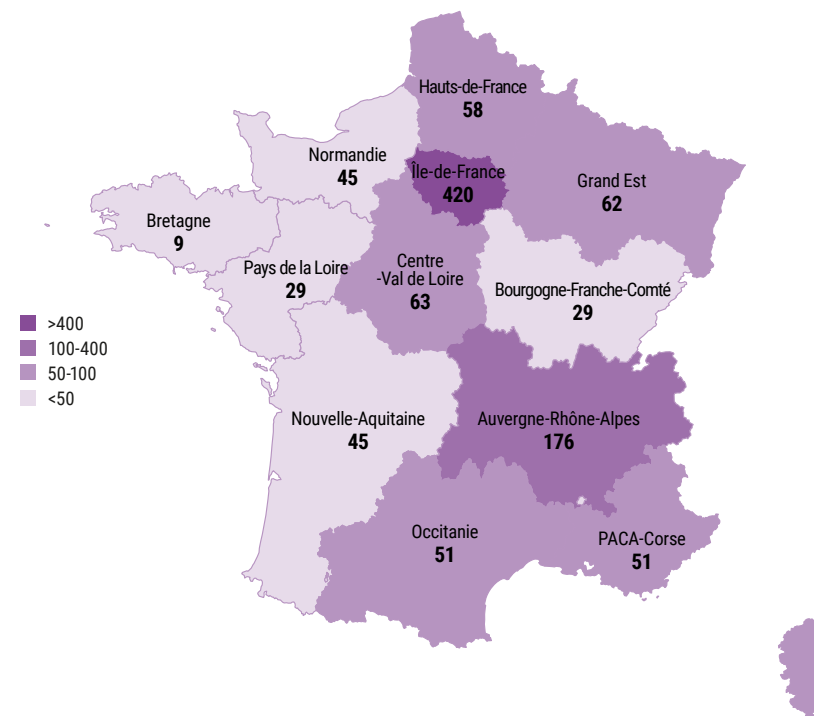 Hauts-de-France
58
Normandie
45
Île-de-France
420
Grand Est
62
Bretagne
9
Pays de la Loire
29
Centre
-Val de Loire
63
Bourgogne-Franche-Comté
29
>400
100-400
50-100
<50
Nouvelle-Aquitaine
45
Auvergne-Rhône-Alpes
176
Occitanie
51
PACA-Corse
51